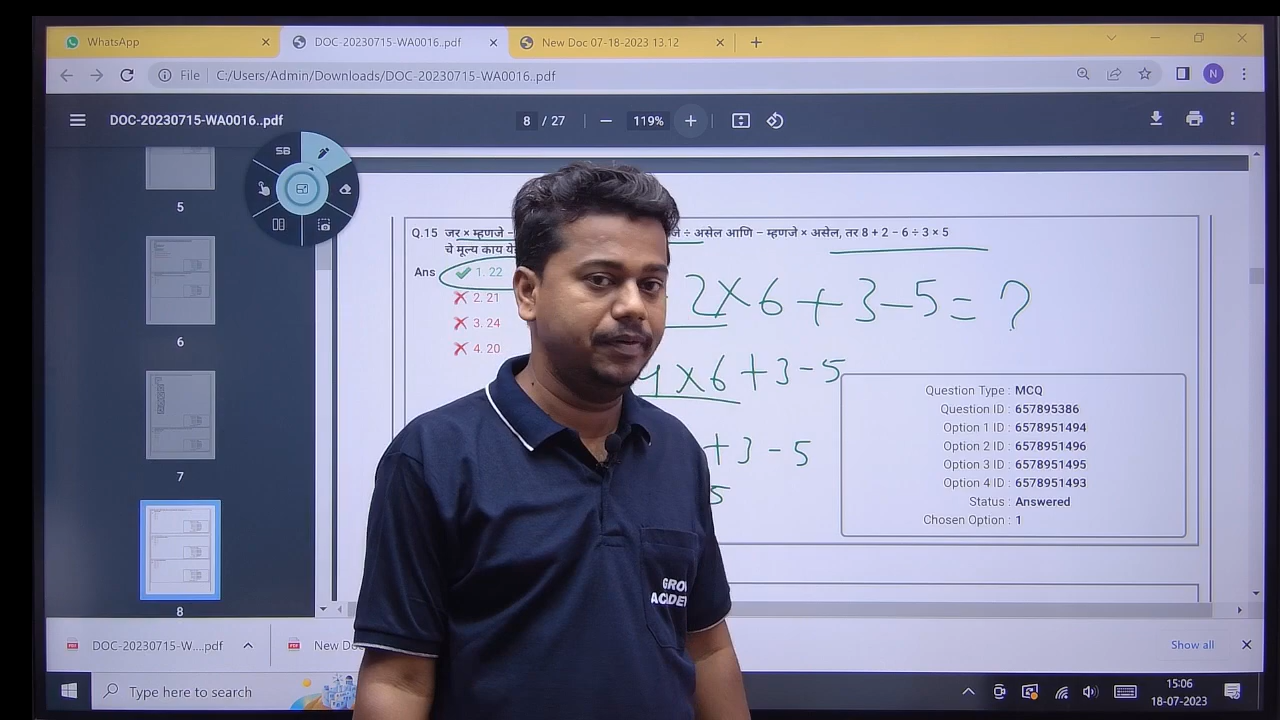 WhatsApp
DOC-20230715-WA0016..pdf
New Doc 07-18-2023 13.12
File
C:/Users/Admin/Downloads/DOC-20230715-WA0016..pdf
N
DOC-20230715-WA0016..pdf
8 / 27
119%
SB
5
6
7
8
Q.15 जर × म्हणजे −
÷ असेल आणि − म्हणजे × असेल, तर 8 + 2 − 6 ÷ 3 × 5
चे मूल्य काय
Ans
1. 22
2. 21
3. 24
4. 20
2×6+3-5=?
4×6+3-5
+3-5
5
Question Type : MCQ
Question ID : 657895386
Option 1 ID : 6578951494
Option 2 ID : 6578951496
Option 3 ID : 6578951495
Option 4 ID : 6578951493
Status : Answered
Chosen Option : 1
DOC-20230715-W....pdf
New Do
Show all
Type here to search
15:06
18-07-2023